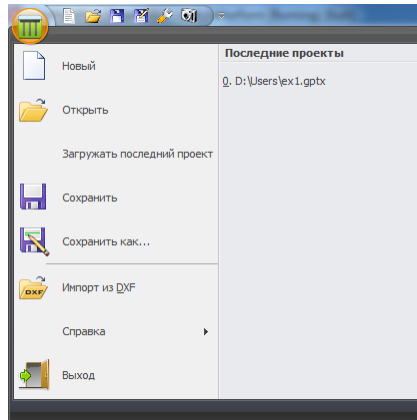 Последние проекты
Новый
0. D:\Users\ex1.gptx
Открыть
Загружать последний проект
Сохранить
Сохранить как...
DXF
Импорт из DXF
Справка
Выход